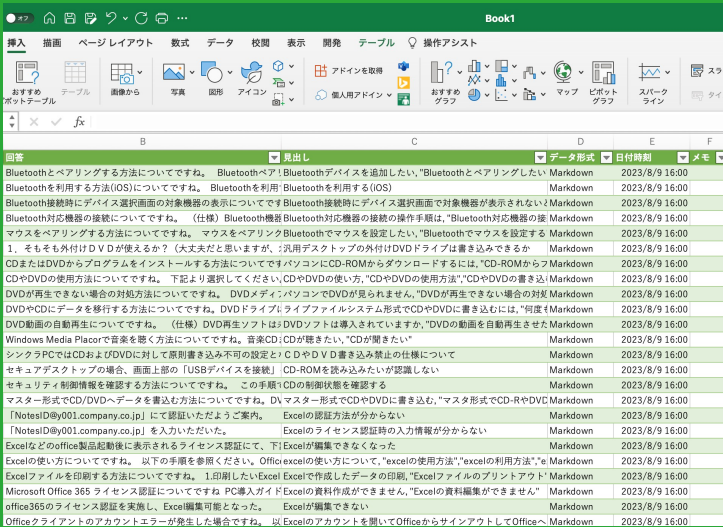 オフ
Book1
挿入 描画 ページ レイアウト 数式 データ 校閲 表示 開発 テーブル 操作アシスト
おすすめ
ボットテーブル
テーブル
画像から
写真
図形
アイコン
アドインを取得
個人用アドイン
おすすめ
グラフ
マップ
ピボット
グラフ
スパーク
ライン
スラ
タイ
fx
B C D E F
回答 見出し データ形式 日付時刻 メモ
Bluetoothとペアリングする方法についてですね。 Bluetoothペア Bluetoothデバイスを追加したい,"Bluetoothとペアリングしたい Markdown 2023/8/9 16:00
Bluetoothを利用する方法(iOS)についてですね。 Bluetoothを利用 Bluetoothを利用する(iOS) Markdown 2023/8/9 16:00
Bluetooth接続時にデバイス選択画面の対象機器の表示についてです Bluetooth接続時にデバイス選択画面で対象機器が表示されない Markdown 2023/8/9 16:00
Bluetooth対応機器の接続についてですね。 （仕様）Bluetooth機器 Bluetooth対応機器の接続の操作手順は,"Bluetooth対応機器の接 Markdown 2023/8/9 16:00
マウスをペアリングする方法についてですね。 マウスをペアリンク Bluetoothでマウスを設定したい,"Bluetoothでマウスを設定する Markdown 2023/8/9 16:00
１，そもそも外付けＤＶＤが使えるか？（大丈夫だと思いますが、 汎用デスクトップの外付けDVDドライブは書き込みできるか Markdown 2023/8/9 16:00
CDまたはDVDからプログラムをインストールする方法についてです パソコンにCD-ROMからダウンロードするには,"CD-ROMからフ Markdown 2023/8/9 16:00
CDやDVDの使用方法についてですね。 下記より選択してください, CDやDVDの使い方,"CDやDVDの使用方法","CDやDVDの書き込 Markdown 2023/8/9 16:00
DVDが再生できない場合の対処方法についてですね。 DVDメディ パソコンでDVDが見られません,"DVDが再生できない場合の対処 Markdown 2023/8/9 16:00
DVDやCDにデータを移行する方法についてですね。DVDドライブに ライブファイルシステム形式でCDやDVDに書き込むには,"何度も Markdown 2023/8/9 16:00
DVD動画の自動再生についてですね。 （仕様）DVD再生ソフトは DVDソフトは導入されていますか,"DVDの動画を自動再生させた Markdown 2023/8/9 16:00
Windows Media Placorで音楽を聴く方法についてですね。音楽CD CDが聴きたい,"CDが聞きたい" Markdown 2023/8/9 16:00
シンクラPCではCDおよびDVDに対して原則書き込み不可の設定と ＣＤやＤＶＤ書き込み禁止の仕様について Markdown 2023/8/9 16:00
セキュアデスクトップの場合、画面上部の「USBデバイスを接続」 CD-ROMを読み込みたいが認識しない Markdown 2023/8/9 16:00
セキュリティ制御情報を確認する方法についてですね。 この手順 CDの制御状態を確認する Markdown 2023/8/9 16:00
マスター形式でCD/DVDへデータを書込む方法についてですね。DV マスター形式でCDやDVDに書き込む,"マスタ形式でCD-RやDVD Markdown 2023/8/9 16:00
「NotesID@y001.company.co.jp」にて認証いただようご案内。 Excelの認証方法が分からない Markdown 2023/8/9 16:00
「NotesID@y001.company.co.jp」を入力いただいた。 Excelのライセンス認証時の入力情報が分からない Markdown 2023/8/9 16:00
Excelなどのoffice製品起動後に表示されるライセンス認証にて、下 Excelが編集できなくなった Markdown 2023/8/9 16:00
Excelの使い方についてですね。 以下の手順を参照ください。Offic excelの使い方について,"excelの使用方法","excelの利用方法","e Markdown 2023/8/9 16:00
Excelファイルを印刷する方法についてですね。 1.印刷したいExcel Excelで作成したデータの印刷,"Excelファイルのプリントアウト" Markdown 2023/8/9 16:00
Microsoft Office 365 ライセンス認証についてですね PC導入ガイド Excelの資料作成ができません,"Excelの資料編集ができません" Markdown 2023/8/9 16:00
office365のライセンス認証を実施し、Excel編集可能となった。 Excelが編集できない Markdown 2023/8/9 16:00
Officeクライアントのアカウントエラーが発生した場合ですね。 以 Excelのアカウントを開いてOfficeからサインアウトしてOfficeへ Markdown 2023/8/9 16:00